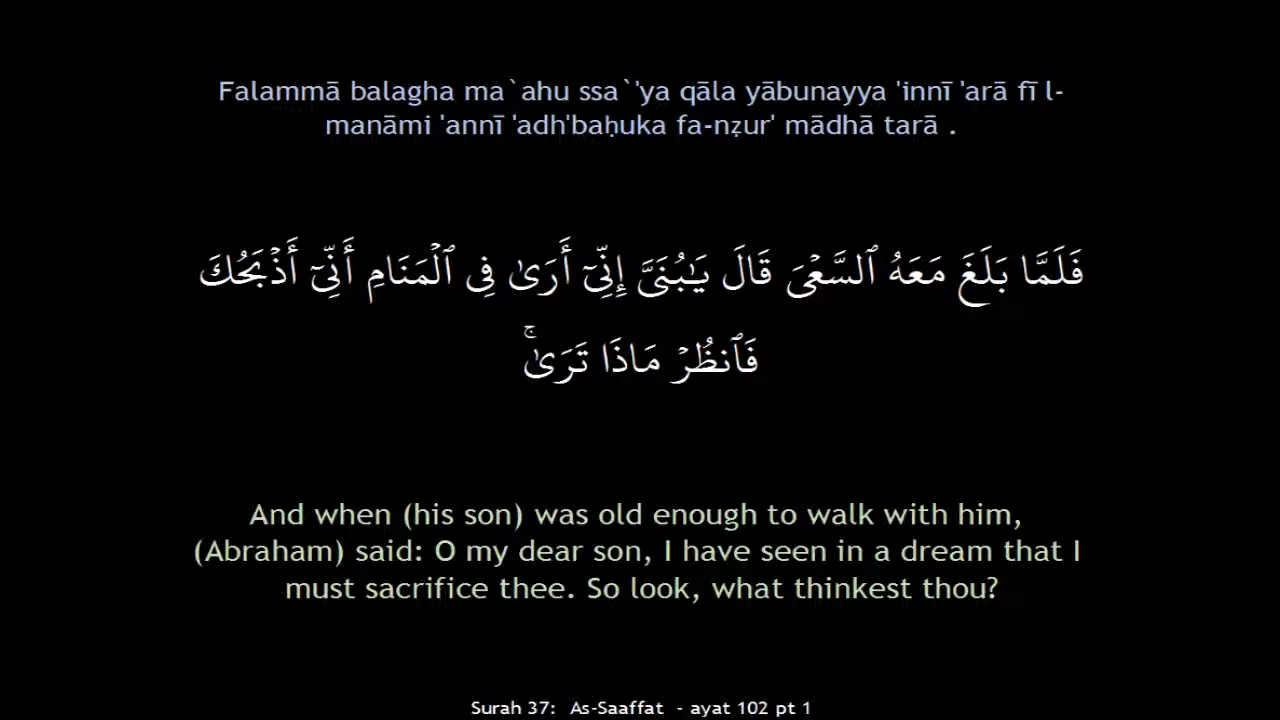 Falammā balagha ma`ahu ssa`'ya qāla yābunayya 'innī 'arā fī l-
manāmi 'annī 'adh'baḥuka fa-nẓur' mādhā tarā .
فَلَمَّا بَلَغَ مَعَهُ ٱلسَّعْىَ قَالَ يَـٰبُنَىَّ إِنِّىٓ أَرَىٰ فِى ٱلْمَنَامِ أَنِّىٓ أَذْبَحُكَ
فَٱنظُرْ مَاذَا تَرَىٰ ۚ
And when (his son) was old enough to walk with him,
(Abraham) said: O my dear son, I have seen in a dream that I
must sacrifice thee. So look, what thinkest thou?
Surah 37: As-Saaffat - ayat 102 pt 1